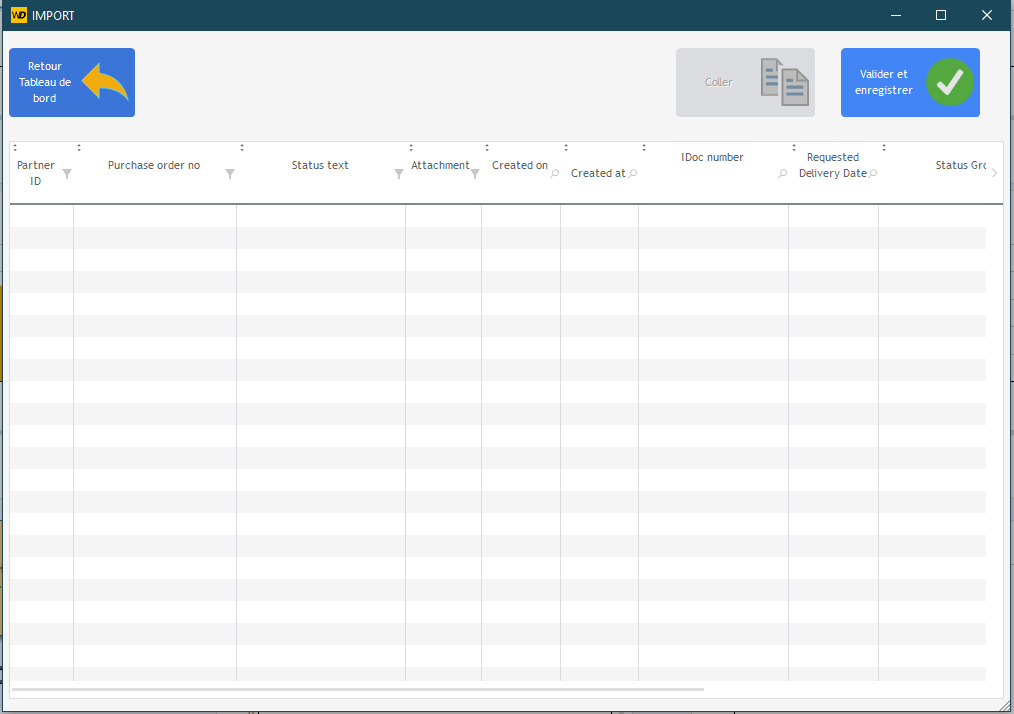 WD IMPORT
Retour
Tableau de
bord
Coller
Valider et
enregistrer
Partner
ID
Purchase order no
Status text
Attachment
Created on
Created at
IDoc number
Requested
Delivery Date
Status Gro